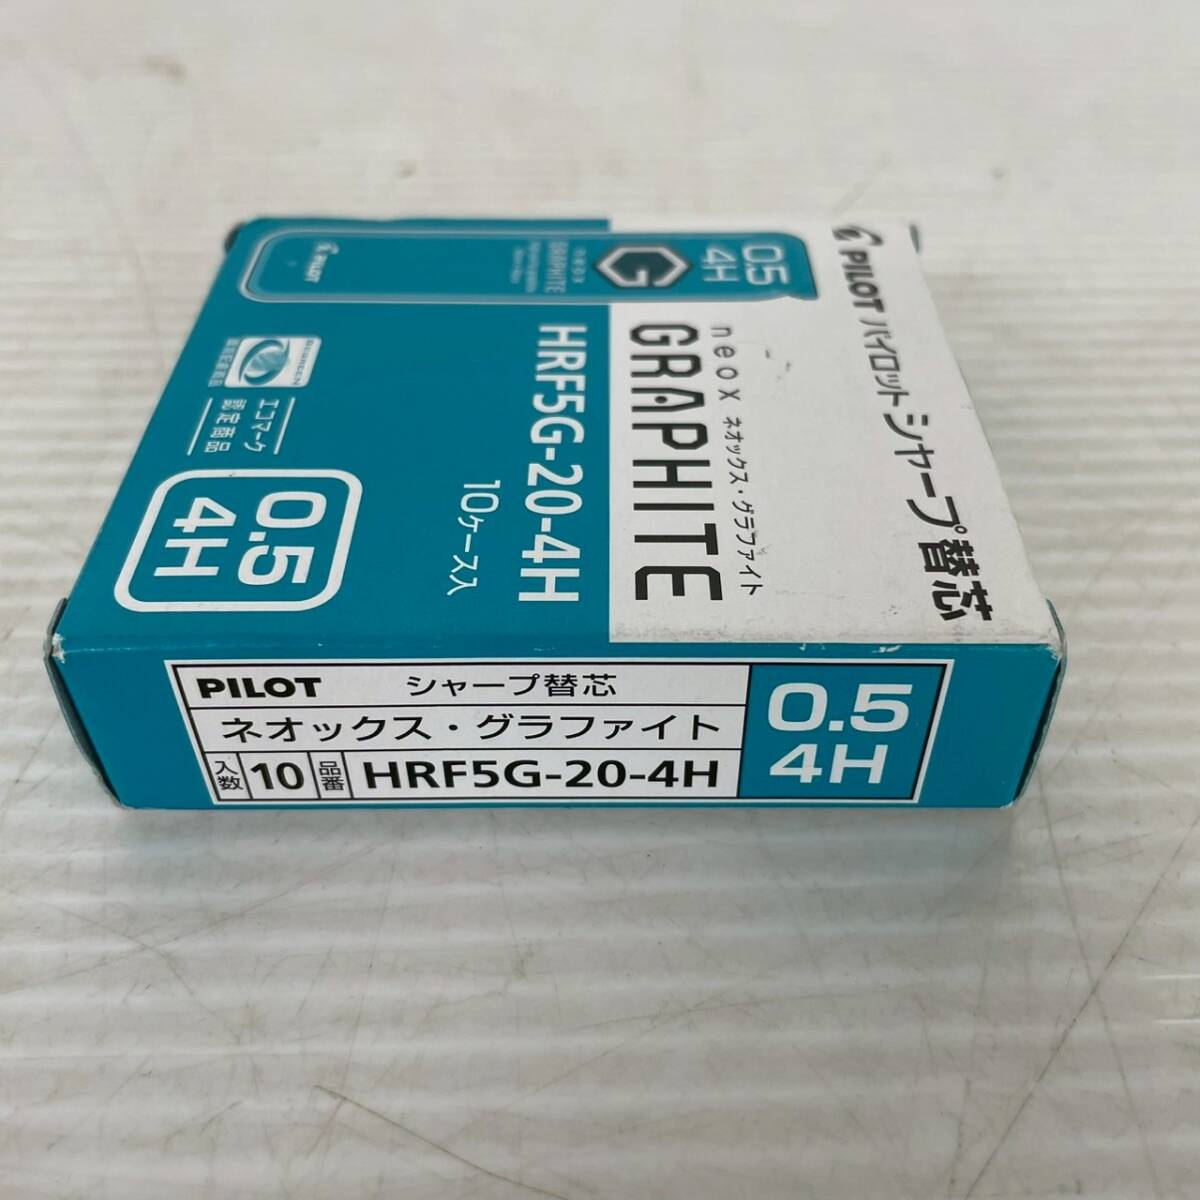 PILOT パイロット シャープ替芯
neox ネオックス・グラファイト
GRAPHITE
0.5
4H
G
GRAPHITE
PILOT
HRF5G-20-4H
10ケース入
エコマーク
認定商品
0.5
4H
PILOT シャープ替芯
ネオックス・グラファイト
入数 10 品番 HRF5G-20-4H
0.5
4H